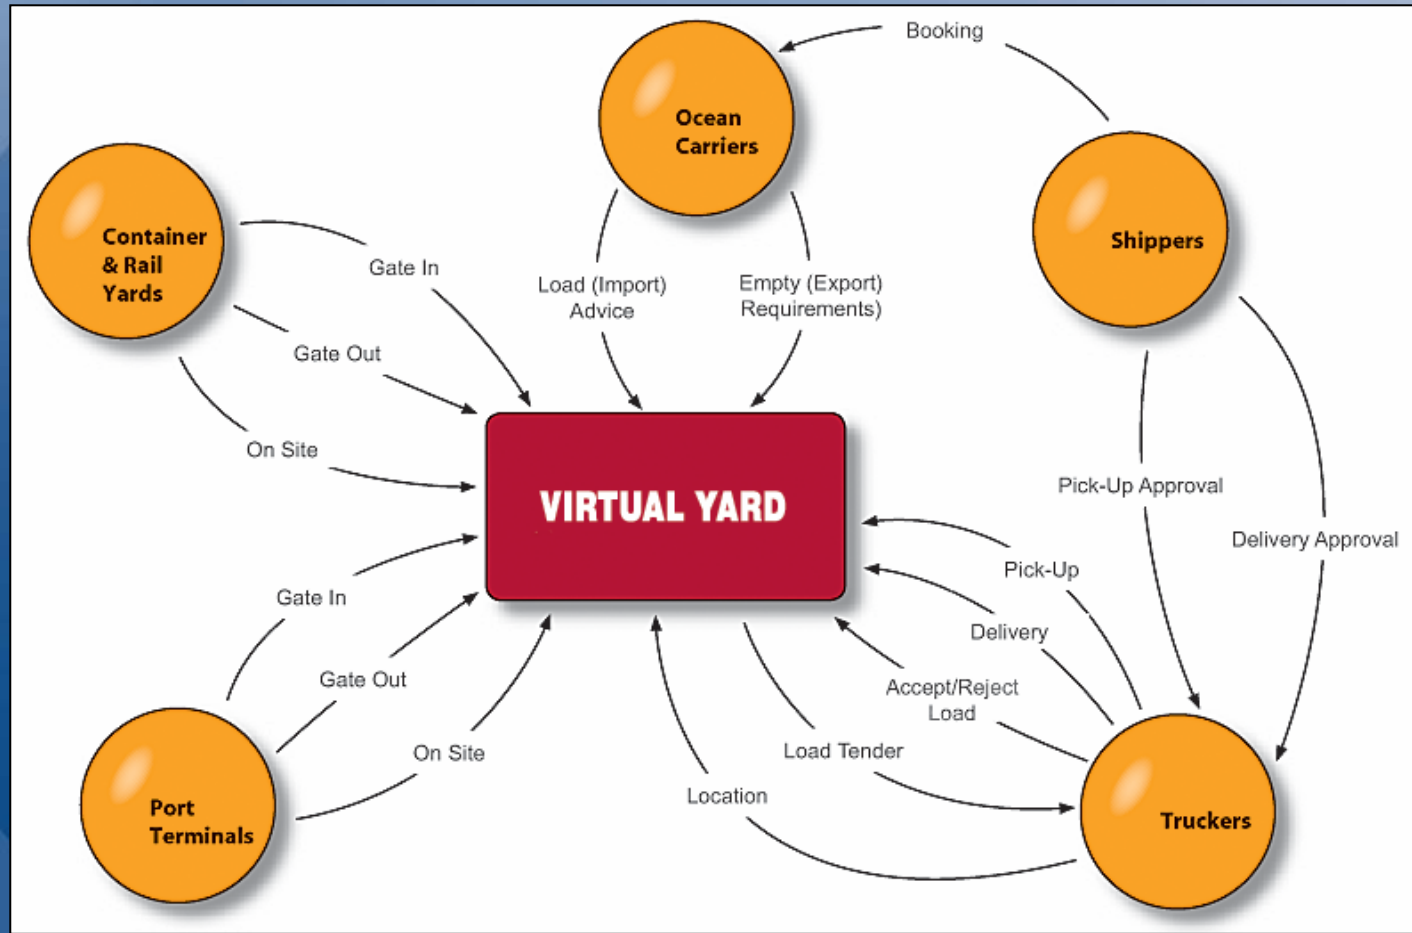 Booking
Ocean
Carriers
Shippers
Container
& Rail
Yards
Gate In
Load (Import)
Advice
Empty (Export)
Requirements)
Gate Out
On Site
VIRTUAL YARD
Pick-Up Approval
Delivery Approval
Pick-Up
Gate In
Delivery
Gate Out
Accept/Reject
Load
On Site
Load Tender
Location
Port
Terminals
Truckers